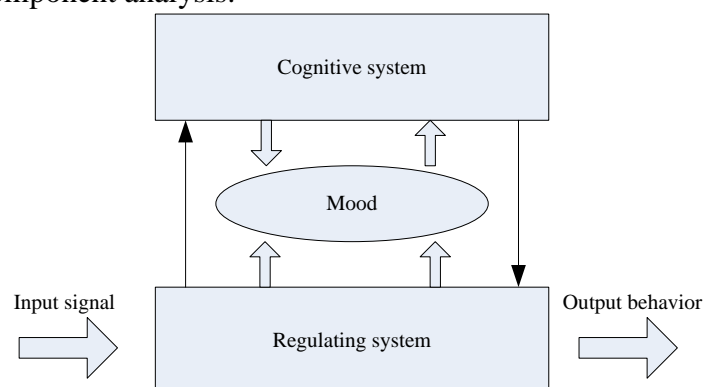 component analysis.
Cognitive system
Mood
Input signal
Output behavior
Regulating system